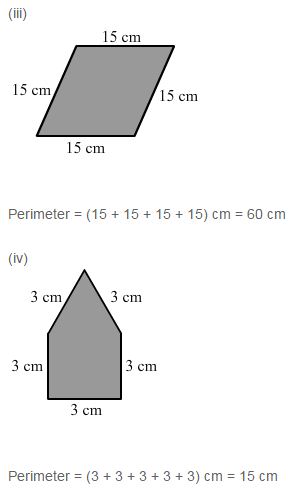 (iii)
15 cm
15 cm
15 cm
15 cm
Perimeter = (15 + 15 + 15 + 15) cm = 60 cm
(iv)
3 cm
3 cm
3 cm
3 cm
3 cm
Perimeter = (3 + 3 + 3 + 3 + 3) cm = 15 cm